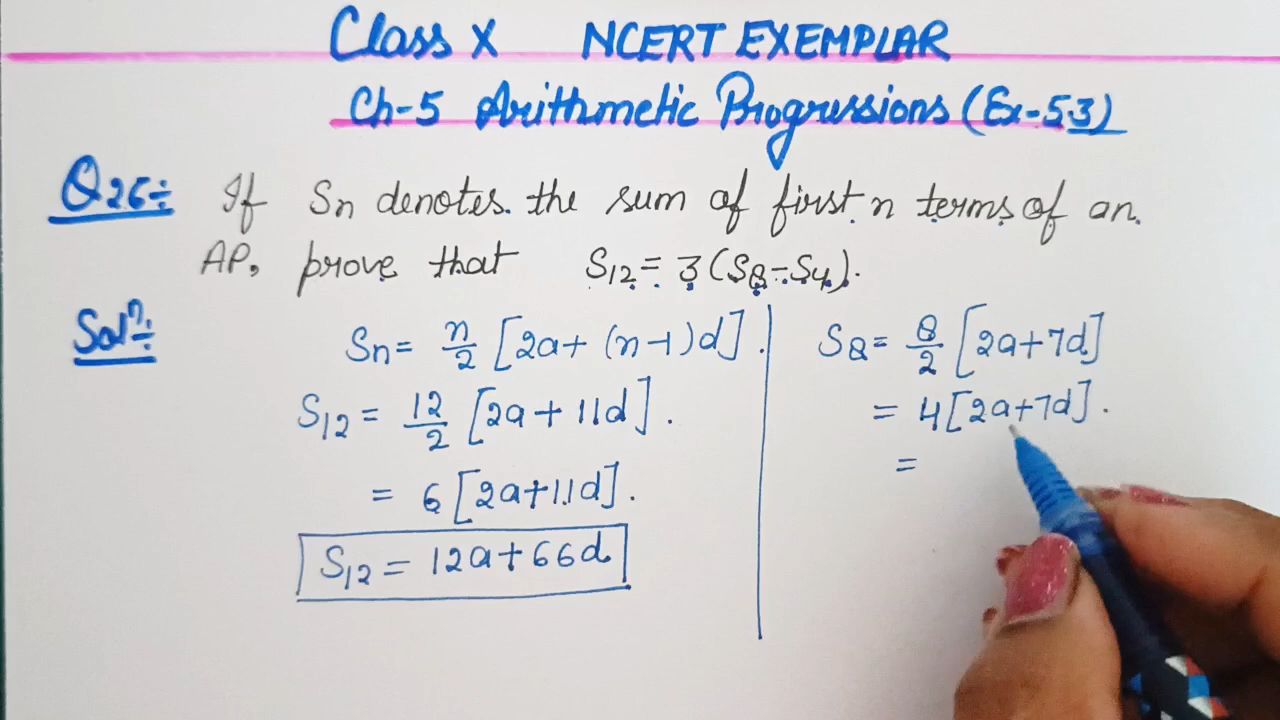 Class X NCERT EXEMPLAR
Ch-5 Arithmetic Progressions (Ex-5.3)
Q26÷ If Sn denotes. the sum of first n terms of an
AP, prove that S12 = 3(S8-S4).
Solⁿ÷
Sn = n/2 [2a+(n-1)d].
S12 = 12/2 [2a+11d].
= 6[2a+11d].
S12 = 12a+66d
S8 = 8/2 [2a+7d]
= 4[2a+7d].
=